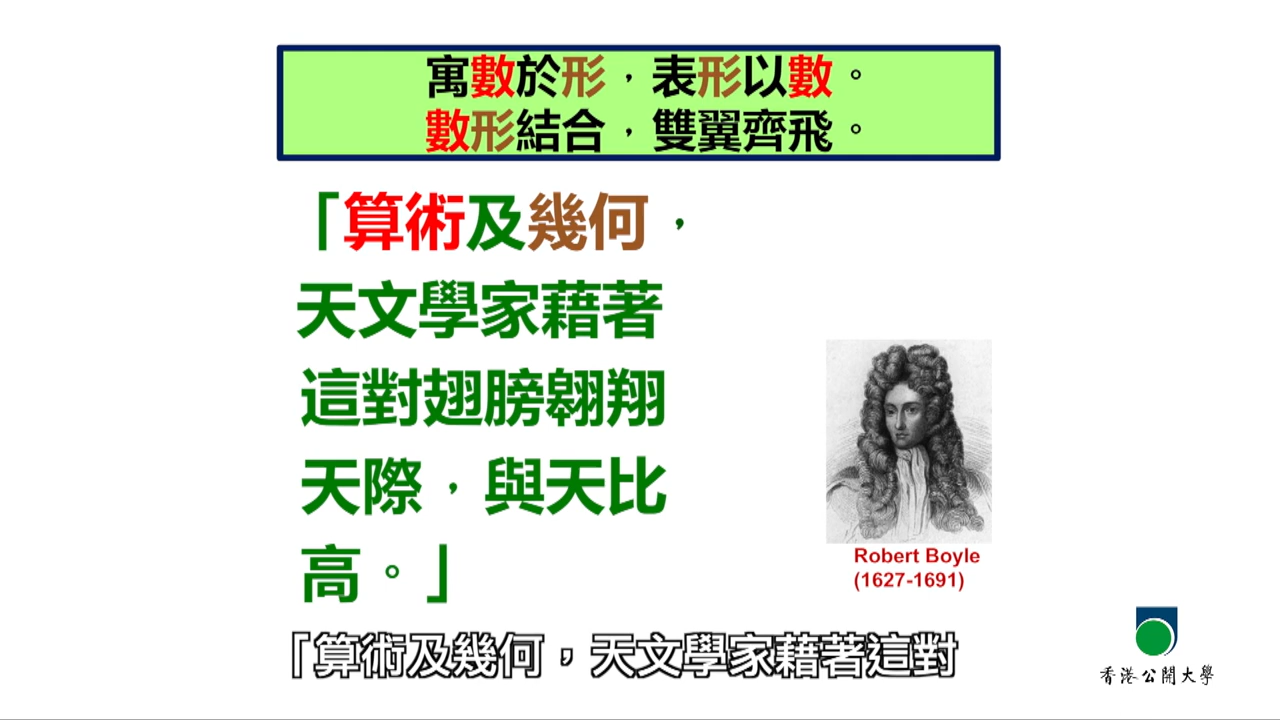 寓數於形，表形以數。
數形結合，雙翼齊飛。
「算術及幾何，
天文學家藉著
這對翅膀翱翔
天際，與天比
高。」
Robert Boyle
(1627-1691)
「算術及幾何，天文學家藉著這對
香港公開大學